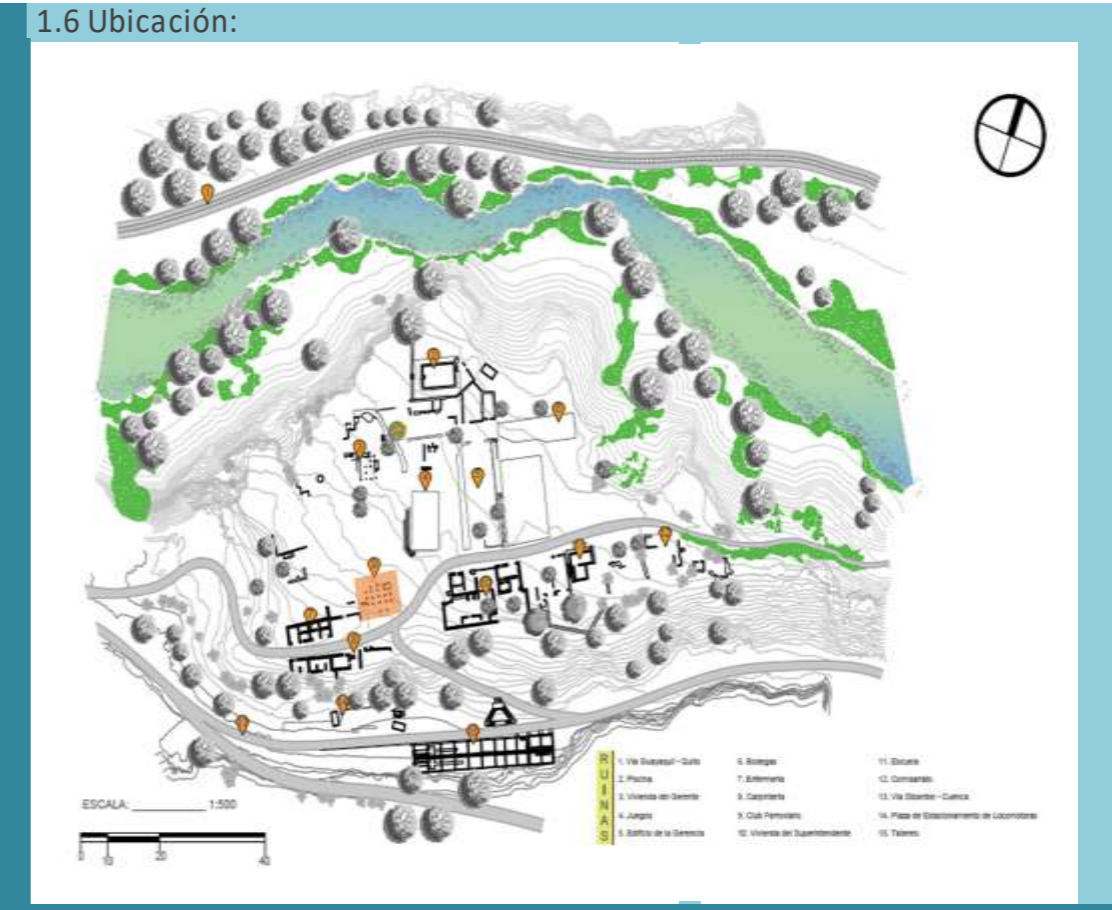 1.6 Ubicación:
ESCALA: 1:500
0 10 20 40
RUINAS
1. Vía Guayaquil - Quito
2. Piscina
3. Vivienda del Gerente
4. Juegos
5. Edificio de la Gerencia
6. Bodegas
7. Enfermería
8. Carpintería
9. Club Ferroviario
10. Vivienda del Superintendente
11. Escuela
12. Comisariato
13. Vía Sibambe - Cuenca
14. Plaza de Estacionamiento de Locomotoras
15. Talleres